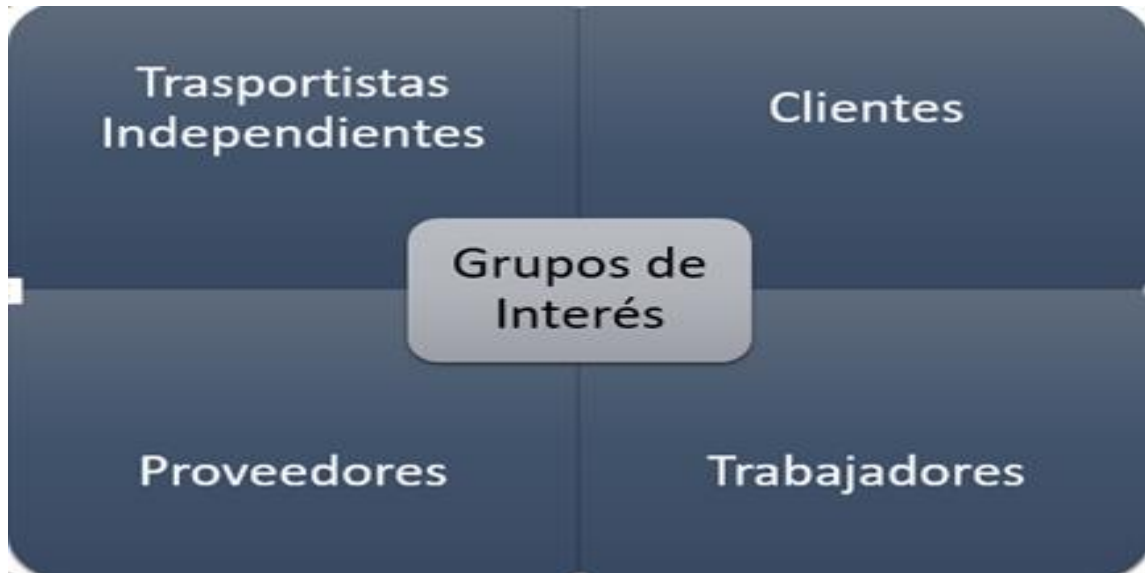 Trasportistas
Independientes
Clientes
Grupos de
Interés
Proveedores
Trabajadores